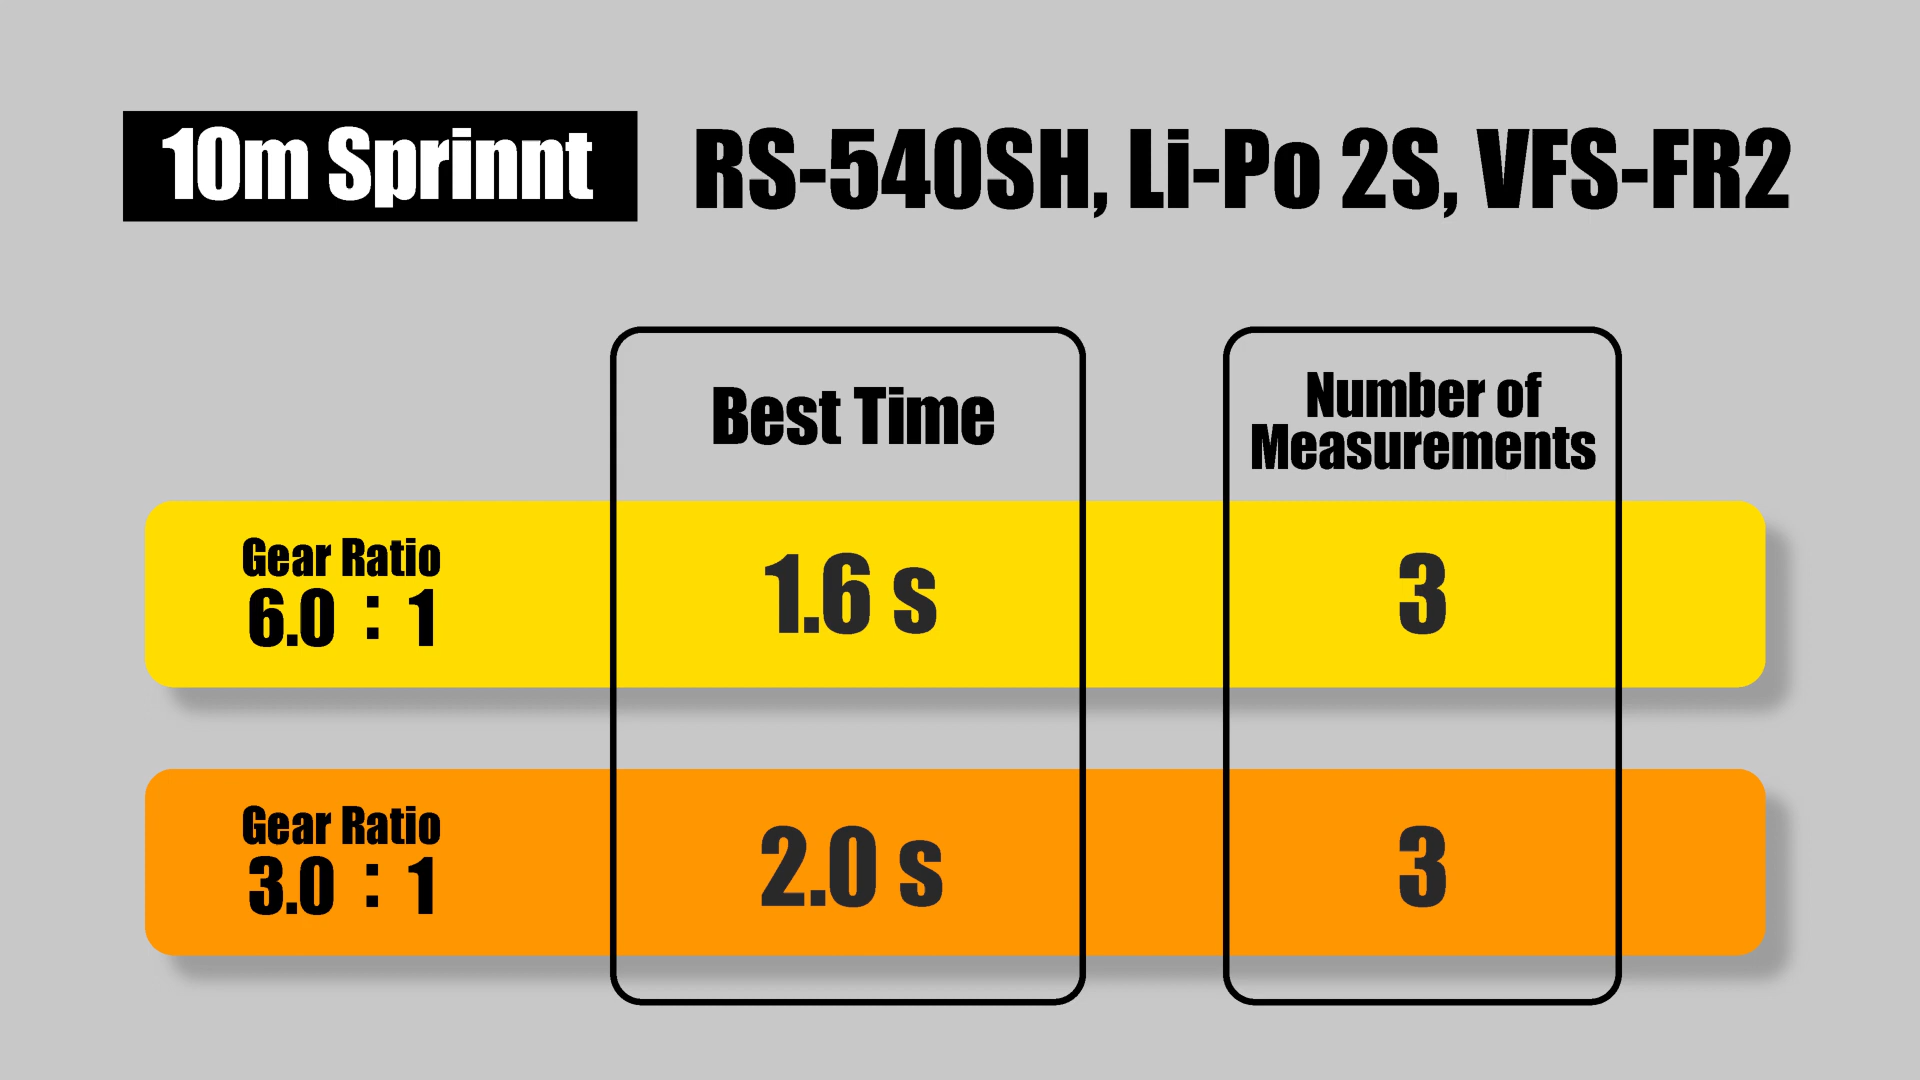 10m Sprinnt
RS-540SH, Li-Po 2S, VFS-FR2
Best Time
Number of
Measurements
Gear Ratio
6.0 : 1
1.6 s
3
Gear Ratio
3.0 : 1
2.0 s
3